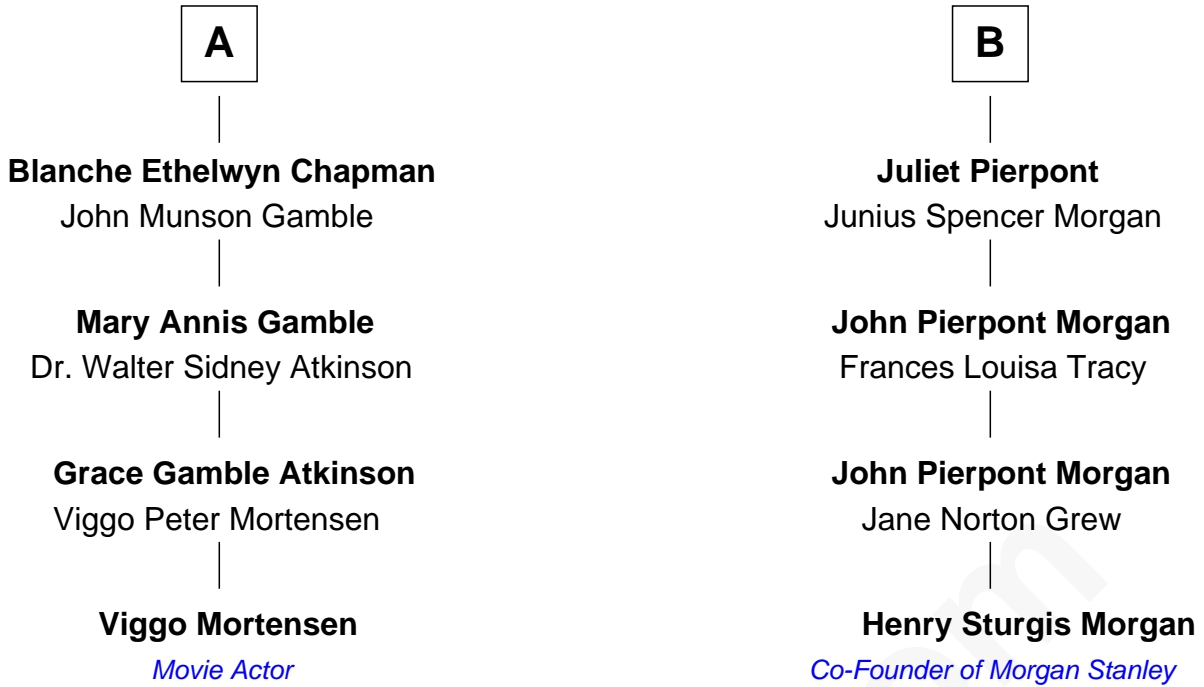 A
Blanche Ethelwyn Chapman
John Munson Gamble
Mary Annis Gamble
Dr. Walter Sidney Atkinson
Grace Gamble Atkinson
Viggo Peter Mortensen
Viggo Mortensen
Movie Actor
B
Juliet Pierpont
Junius Spencer Morgan
John Pierpont Morgan
Frances Louisa Tracy
John Pierpont Morgan
Jane Norton Grew
Henry Sturgis Morgan
Co-Founder of Morgan Stanley